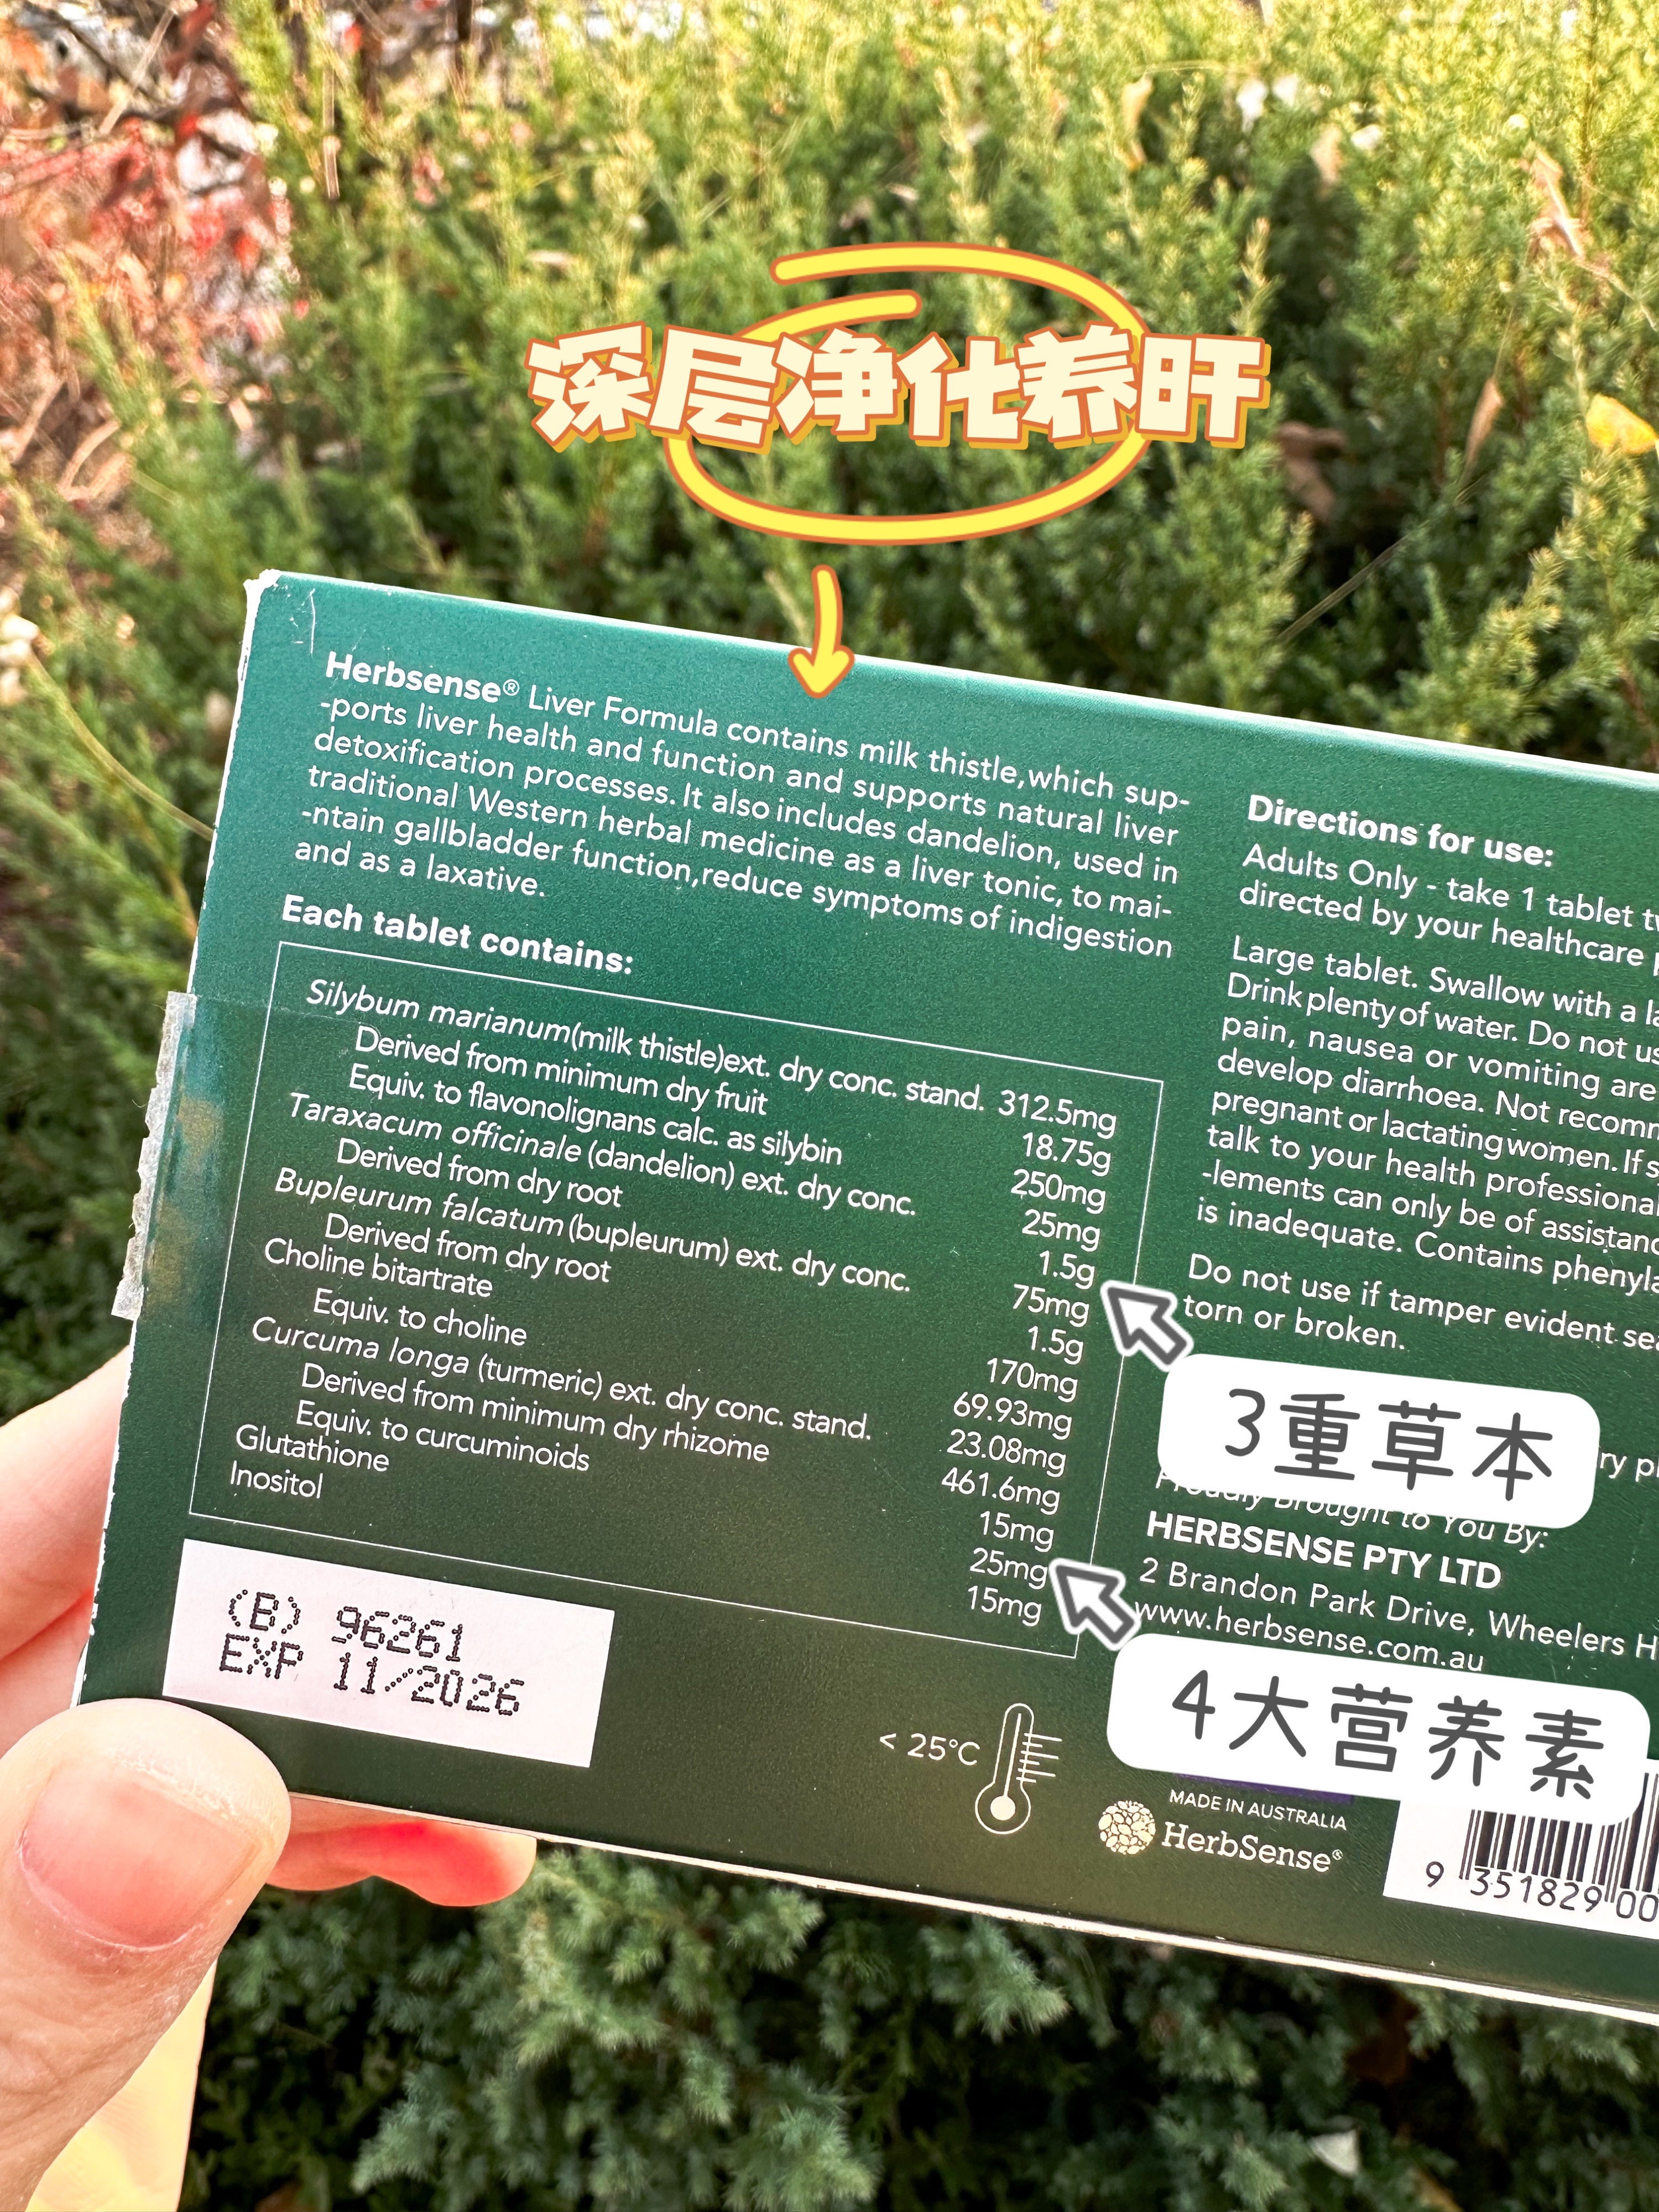 深层净化养肝
Herbsense® Liver Formula contains milk thistle,which sup-
-ports liver health and function and supports natural liver
detoxification processes. It also includes dandelion, used in
traditional Western herbal medicine as a liver tonic, to mai-
-ntain gallbladder function,reduce symptoms of indigestion
and as a laxative.
Each tablet contains:
Silybum marianum(milk thistle)ext. dry conc. stand. 312.5mg
Derived from minimum dry fruit 18.75g
Equiv. to flavonolignans calc. as silybin 250mg
Taraxacum officinale (dandelion) ext. dry conc. 25mg
Derived from dry root 1.5g
Bupleurum falcatum (bupleurum) ext. dry conc. 75mg
Derived from dry root 1.5g
Choline bitartrate 170mg
Equiv. to choline 69.93mg
Curcuma longa (turmeric) ext. dry conc. stand. 23.08mg
Derived from minimum dry rhizome 461.6mg
Equiv. to curcuminoids 15mg
Glutathione 25mg
Inositol 15mg
(B) 96261
EXP 11/2026
< 25°C
Directions for use:
Adults Only - take 1 tablet
directed by your healthcare
Large tablet. Swallow with a
Drink plenty of water. Do not
pain, nausea or vomiting are
develop diarrhoea. Not
pregnant or lactating women. If
talk to your health professional
-lements can only be of
is inadequate. Contains
Do not use if tamper evident
torn or broken.
3重草本
Proudly Brought to You By:
HERBSENSE PTY LTD
2 Brandon Park Drive, Wheelers
www.herbsense.com.au
4大营养素
MADE IN AUSTRALIA
HerbSense®
9 351829 00